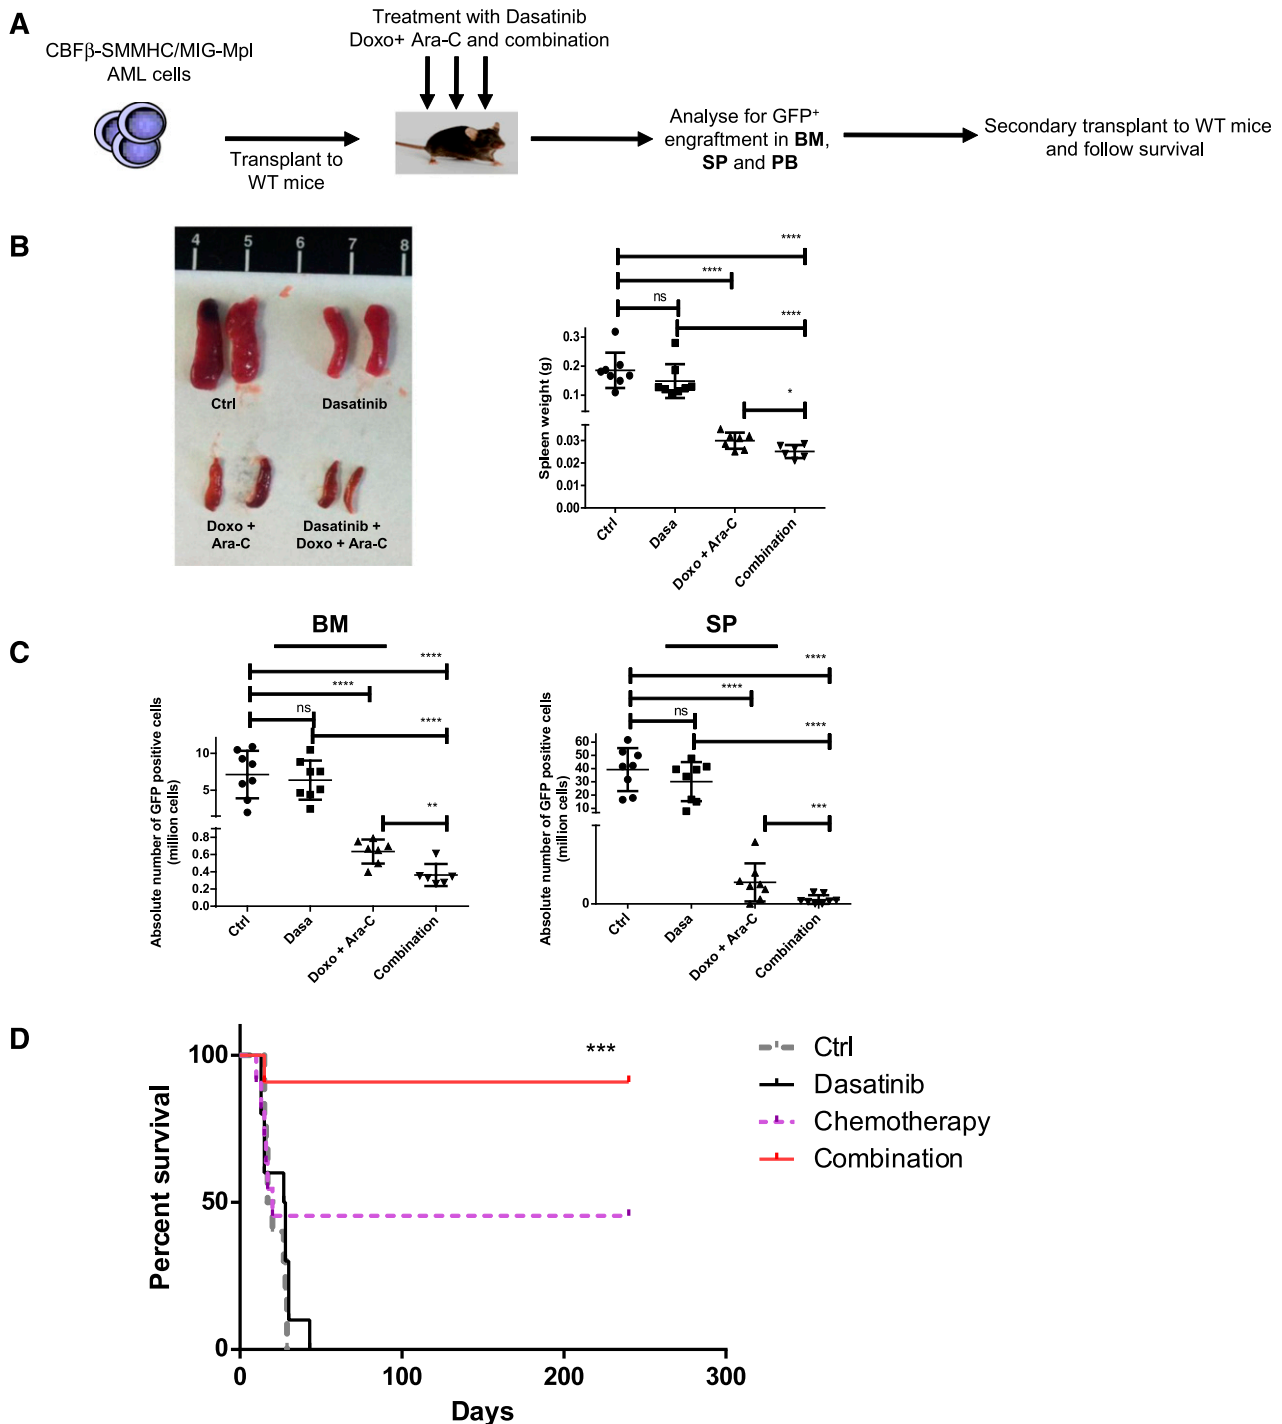 A
CBFβ-SMMHC/MIG-Mpl
AML cells
Transplant to
WT mice
Treatment with Dasatinib
Doxo+ Ara-C and combination
Analyse for GFP+
engraftment in BM,
SP and PB
Secondary transplant to WT mice
and follow survival
B
4 5 6 7 8
Ctrl
Dasatinib
Doxo +
Ara-C
Dasatinib +
Doxo + Ara-C
****
****
ns
****
*
Spleen weight (g)
0.3
0.2
0.1
0.03
0.02
0.01
0.00
Ctrl
Dasa
Doxo + Ara-C
Combination
C
BM
****
****
ns
****
**
Absolute number of GFP positive cells
(million cells)
10
5
0.8
0.6
0.4
0.2
0.0
Ctrl
Dasa
Doxo + Ara-C
Combination
SP
****
****
ns
****
***
Absolute number of GFP positive cells
(million cells)
60
50
40
30
20
10
0
Ctrl
Dasa
Doxo + Ara-C
Combination
D
Percent survival
100
50
0
***
0
100
200
300
Days
Ctrl
Dasatinib
Chemotherapy
Combination